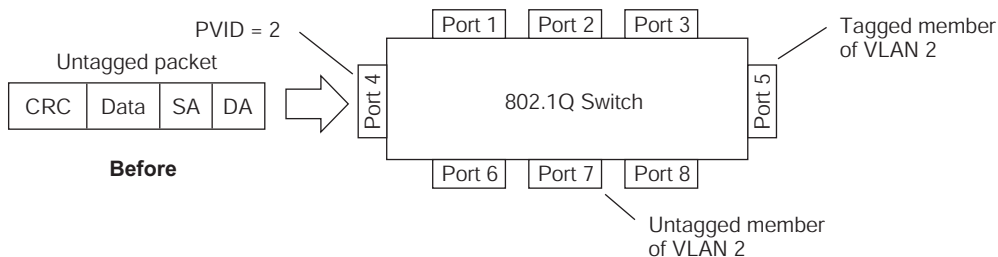 PVID = 2
Port 1
Port 2
Port 3
Tagged member
of VLAN 2
Untagged packet
CRC
Data
SA
DA
Port 4
802.1Q Switch
Port 5
Before
Port 6
Port 7
Port 8
Untagged member
of VLAN 2